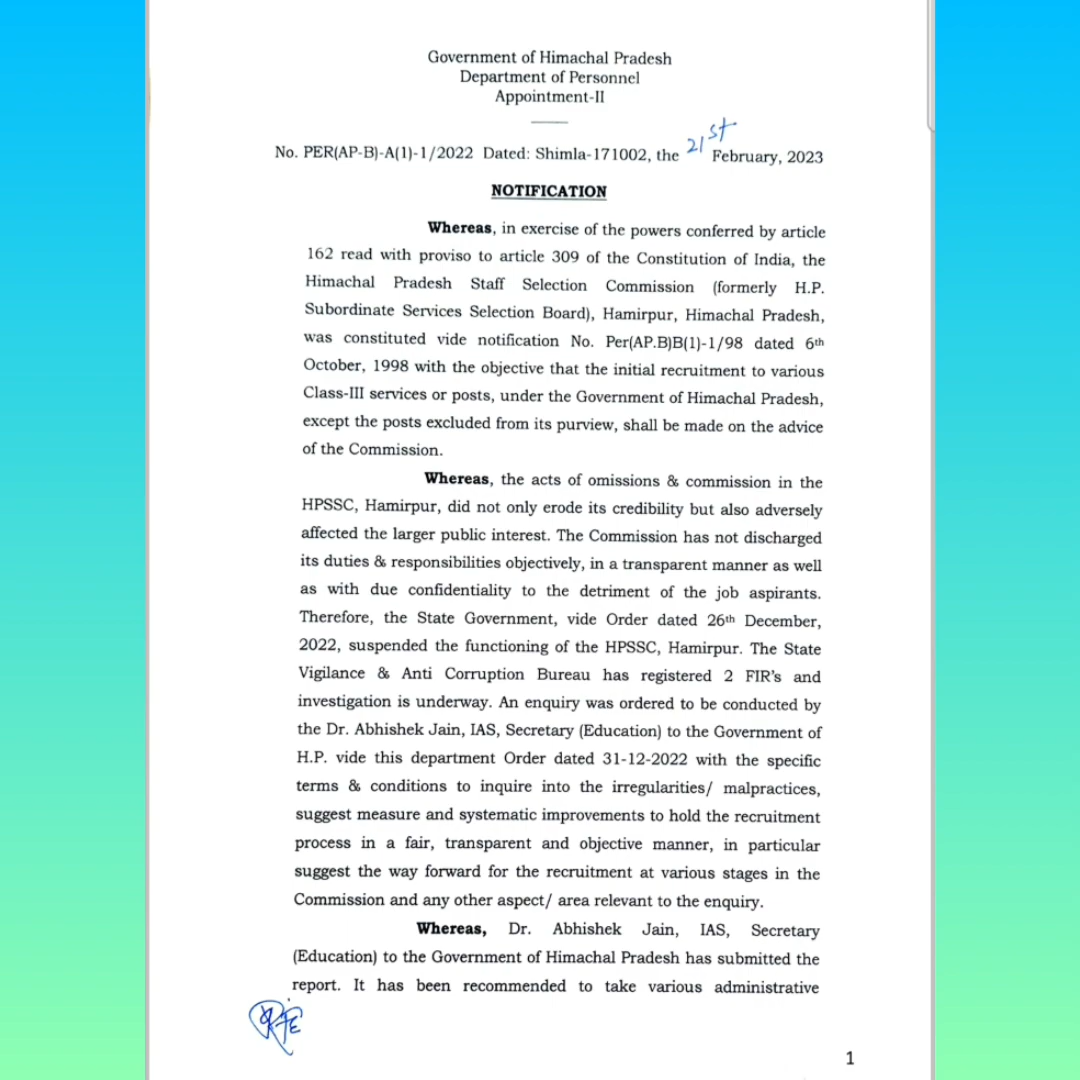 Government of Himachal Pradesh
Department of Personnel
Appointment-II
No. PER(AP-B)-A(1)-1/2022 Dated: Shimla-171002, the 21st February, 2023
NOTIFICATION
Whereas, in exercise of the powers conferred by article
162 read with proviso to article 309 of the Constitution of India, the
Himachal Pradesh Staff Selection Commission (formerly H.P.
Subordinate Services Selection Board), Hamirpur, Himachal Pradesh,
was constituted vide notification No. Per(AP.B)B(1)-1/98 dated 6th
October, 1998 with the objective that the initial recruitment to various
Class-III services or posts, under the Government of Himachal Pradesh,
except the posts excluded from its purview, shall be made on the advice
of the Commission.
Whereas, the acts of omissions & commission in the
HPSSC, Hamirpur, did not only erode its credibility but also adversely
affected the larger public interest. The Commission has not discharged
its duties & responsibilities objectively, in a transparent manner as well
as with due confidentiality to the detriment of the job aspirants.
Therefore, the State Government, vide Order dated 26th December,
2022, suspended the functioning of the HPSSC, Hamirpur. The State
Vigilance & Anti Corruption Bureau has registered 2 FIR's and
investigation is underway. An enquiry was ordered to be conducted by
the Dr. Abhishek Jain, IAS, Secretary (Education) to the Government of
H.P. vide this department Order dated 31-12-2022 with the specific
terms & conditions to inquire into the irregularities/ malpractices,
suggest measure and systematic improvements to hold the recruitment
process in a fair, transparent and objective manner, in particular
suggest the way forward for the recruitment at various stages in the
Commission and any other aspect/ area relevant to the enquiry.
Whereas, Dr. Abhishek Jain, IAS, Secretary
(Education) to the Government of Himachal Pradesh has submitted the
report. It has been recommended to take various administrative
1